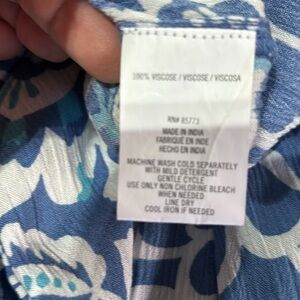 100% VISCOSE / VISCOSE / VISCOSA
RN# 85773
MADE IN INDIA
FABRIQUÉ EN INDE
HECHO EN INDIA
MACHINE WASH COLD SEPARATELY
WITH MILD DETERGENT
GENTLE CYCLE
USE ONLY NON CHLORINE BLEACH
WHEN NEEDED
LINE DRY
COOL IRON IF NEEDED